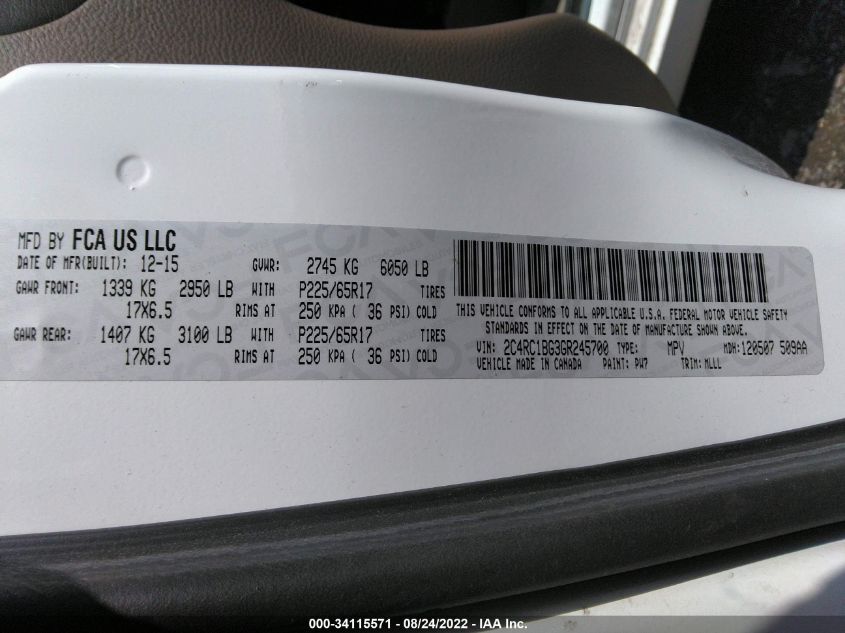 MFD BY FCA US LLC
DATE OF MFR(BUILT): 12-15 GVWR: 2745 KG 6050 LB
GAWR FRONT: 1339 KG 2950 LB WITH P225/65R17 TIRES
17X6.5 RIMS AT 250 KPA ( 36 PSI) COLD
GAWR REAR: 1407 KG 3100 LB WITH P225/65R17 TIRES
17X6.5 RIMS AT 250 KPA ( 36 PSI) COLD
THIS VEHICLE CONFORMS TO ALL APPLICABLE U.S.A. FEDERAL MOTOR VEHICLE SAFETY
STANDARDS IN EFFECT ON THE DATE OF MANUFACTURE SHOWN ABOVE.
VIN: 2C4RC1BG3GR245700 TYPE: MPV MDH: 120507 509AA
VEHICLE MADE IN CANADA PAINT: PW7 TRIM: MLLL
000-34115571 - 08/24/2022 - IAA Inc.